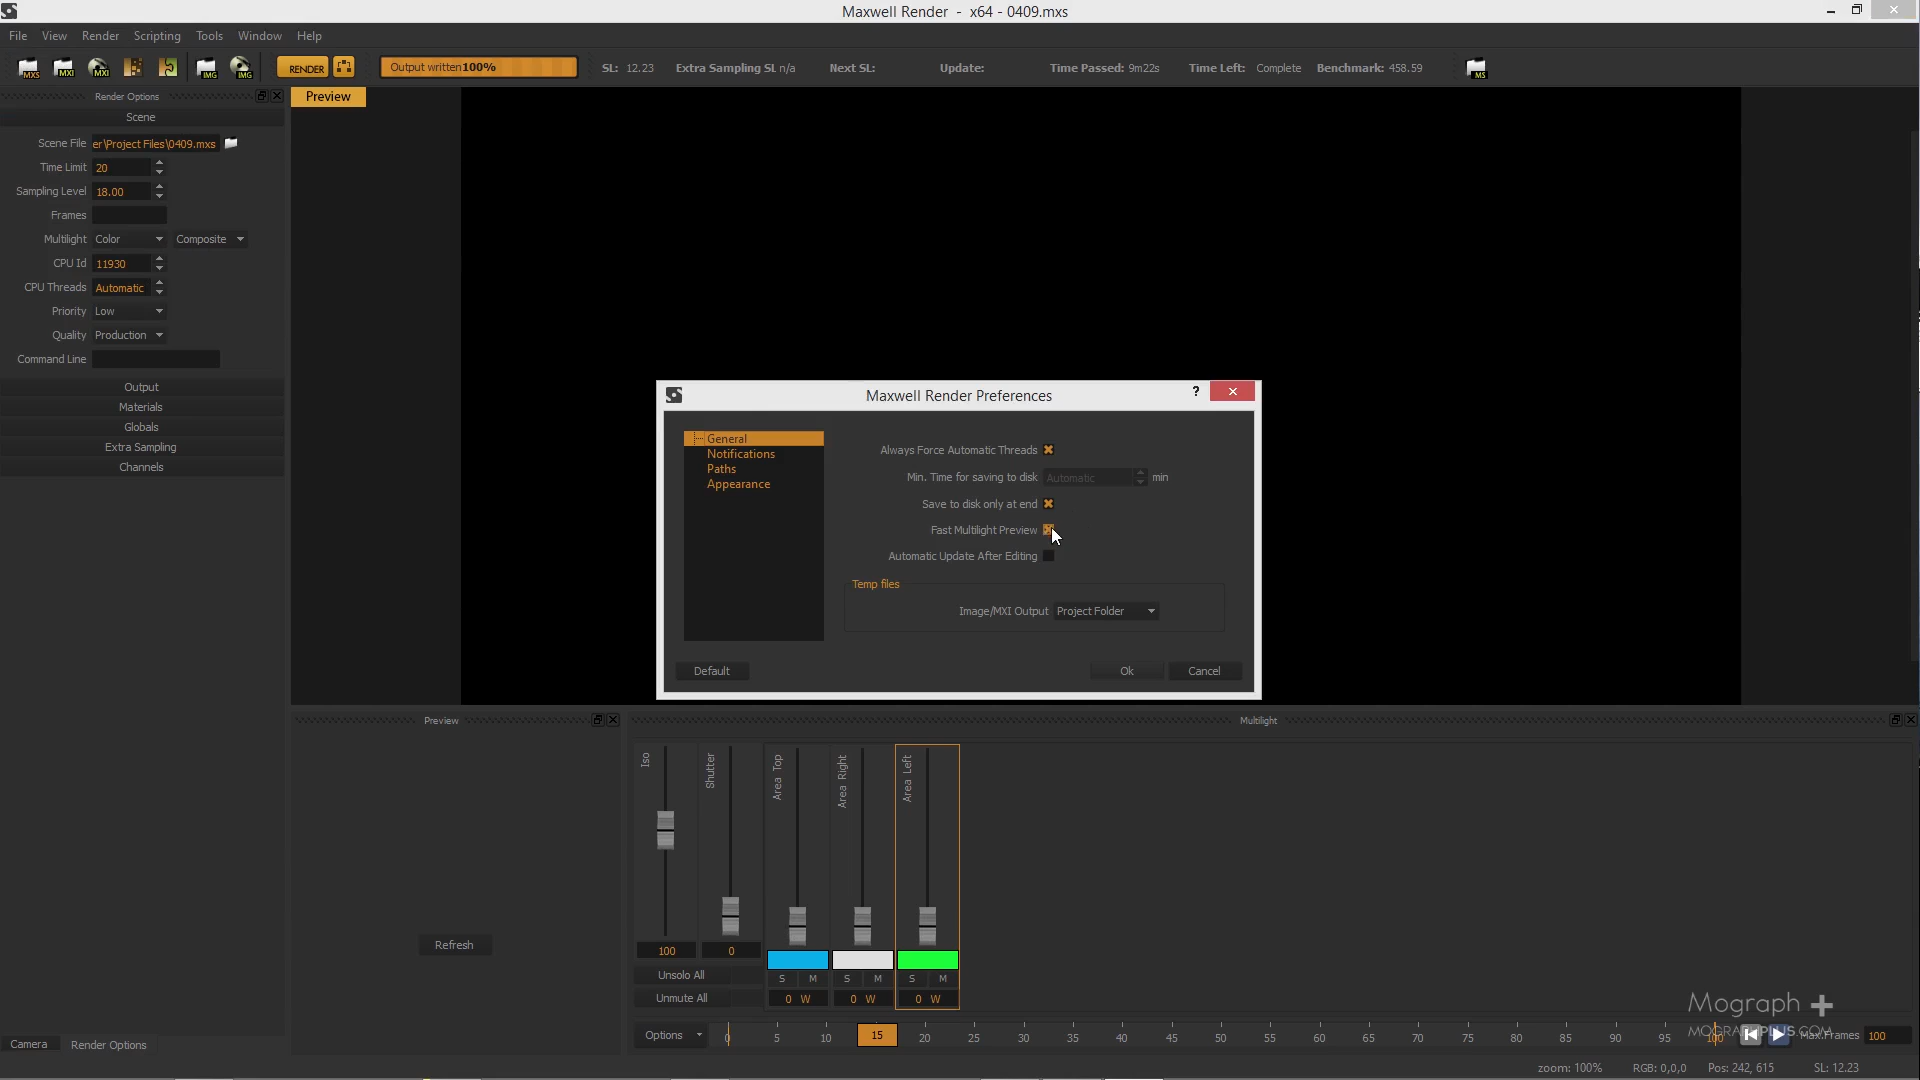 Maxwell Render - x64 - 0409.mxs
File View Render Scripting Tools Window Help
MXS MXI MXI IMG IMG RENDER Output written100% SL: 12.23 Extra Sampling SL n/a Next SL: Update: Time Passed: 9m22s Time Left: Complete Benchmark: 458.59 MS
Render Options
Preview
Scene
Scene File er\Project Files\0409.mxs
Time Limit 20
Sampling Level 18.00
Frames
Multilight Color Composite
CPU Id 11930
CPU Threads Automatic
Priority Low
Quality Production
Command Line
Output
Materials
Globals
Extra Sampling
Channels
Maxwell Render Preferences ?
General
Notifications
Paths
Appearance
Always Force Automatic Threads
Min. Time for saving to disk Automatic min
Save to disk only at end
Fast Multilight Preview
Automatic Update After Editing
Temp files
Image/MXI Output Project Folder
Default Ok Cancel
Preview
Refresh
Multilight
Iso
Shutter
Area Top
Area Right
Area Left
100 0
Unsolo All S M S M S M
Unmute All 0 W 0 W 0 W
Options 0 5 10 15 20 25 30 35 40 45 50 55 60 65 70 75 80 85 90 95 100 Max.Frames 100
Mograph +
MOGRAPHPLUS.COM
Camera Render Options
zoom: 100% RGB: 0,0,0 Pos: 242, 615 SL: 12.23